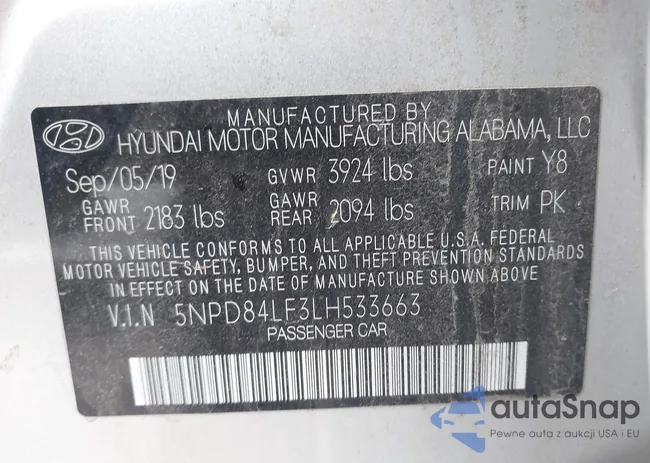 MANUFACTURED BY
HYUNDAI MOTOR MANUFACTURING ALABAMA, LLC
Sep/05/19 GVWR 3924 lbs PAINT Y8
GAWR FRONT 2183 lbs GAWR REAR 2094 lbs TRIM PK
THIS VEHICLE CONFORMS TO ALL APPLICABLE U.S.A. FEDERAL
MOTOR VEHICLE SAFETY, BUMPER, AND THEFT PREVENTION STANDARDS
IN EFFECT ON THE DATE OF MANUFACTURE SHOWN ABOVE
V.I.N 5NPD84LF3LH533663
PASSENGER CAR
autaSnap
Pewne auta z aukcji USA i EU